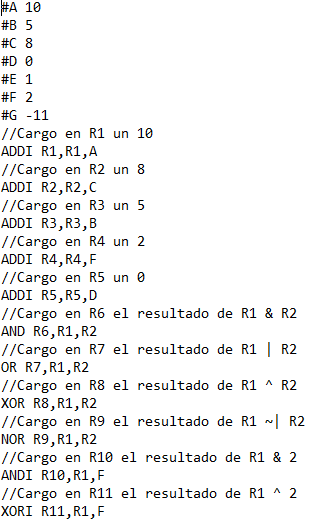 #A 10
#B 5
#C 8
#D 0
#E 1
#F 2
#G -11
//Cargo en R1 un 10
ADDI R1,R1,A
//Cargo en R2 un 8
ADDI R2,R2,C
//Cargo en R3 un 5
ADDI R3,R3,B
//Cargo en R4 un 2
ADDI R4,R4,F
//Cargo en R5 un 0
ADDI R5,R5,D
//Cargo en R6 el resultado de R1 & R2
AND R6,R1,R2
//Cargo en R7 el resultado de R1 | R2
OR R7,R1,R2
//Cargo en R8 el resultado de R1 ^ R2
XOR R8,R1,R2
//Cargo en R9 el resultado de R1 ~| R2
NOR R9,R1,R2
//Cargo en R10 el resultado de R1 & 2
ANDI R10,R1,F
//Cargo en R11 el resultado de R1 ^ 2
XORI R11,R1,F